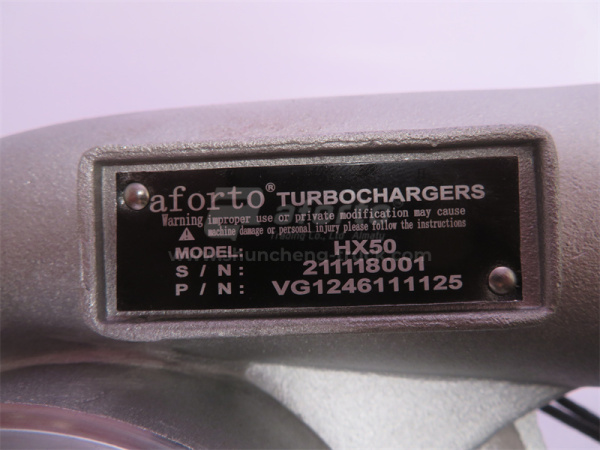 aforto® TURBOCHARGERS
Warning improper use or private modification may cause
machine damage or personal injury please follow the instructions
MODEL: HX50
S / N: 211118001
P / N: VG1246111125